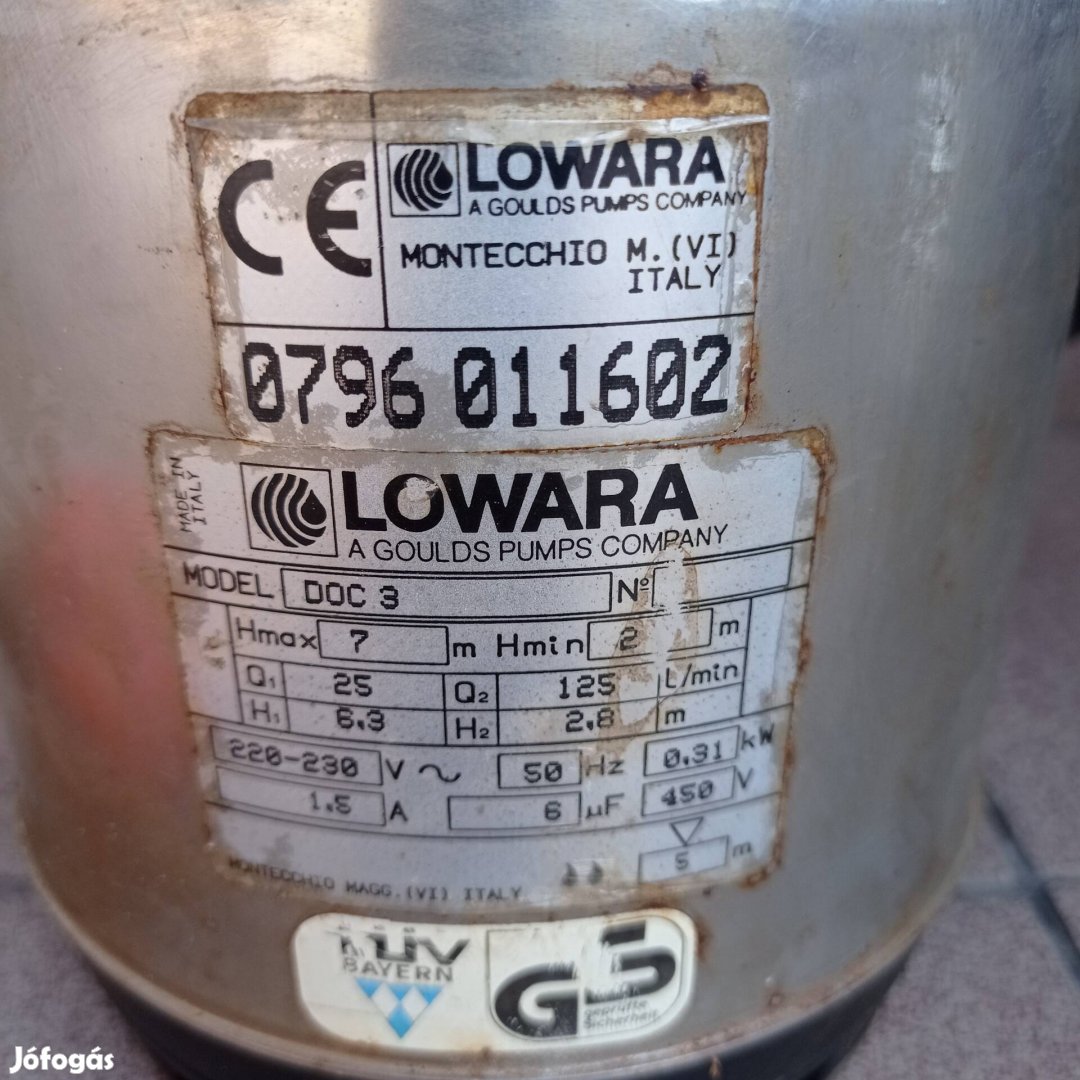 CE
LOWARA
A GOULDS PUMPS COMPANY
MONTECCHIO M. (VI)
ITALY
0796 011602
MADE IN
ITALY
LOWARA
A GOULDS PUMPS COMPANY
MODEL DOC 3 Nº
Hmax 7 m Hmin 2 m
Q1 25 Q2 125 L/min
H1 6,3 H2 2,8 m
220-230 V ~ 50 Hz 0,31 kW
1.5 A 6 µF 450 V
5 m
MONTECCHIO MAGG.(VI) ITALY
TÜV
BAYERN
GS
geprüfte
Sicherheit
Jófogás